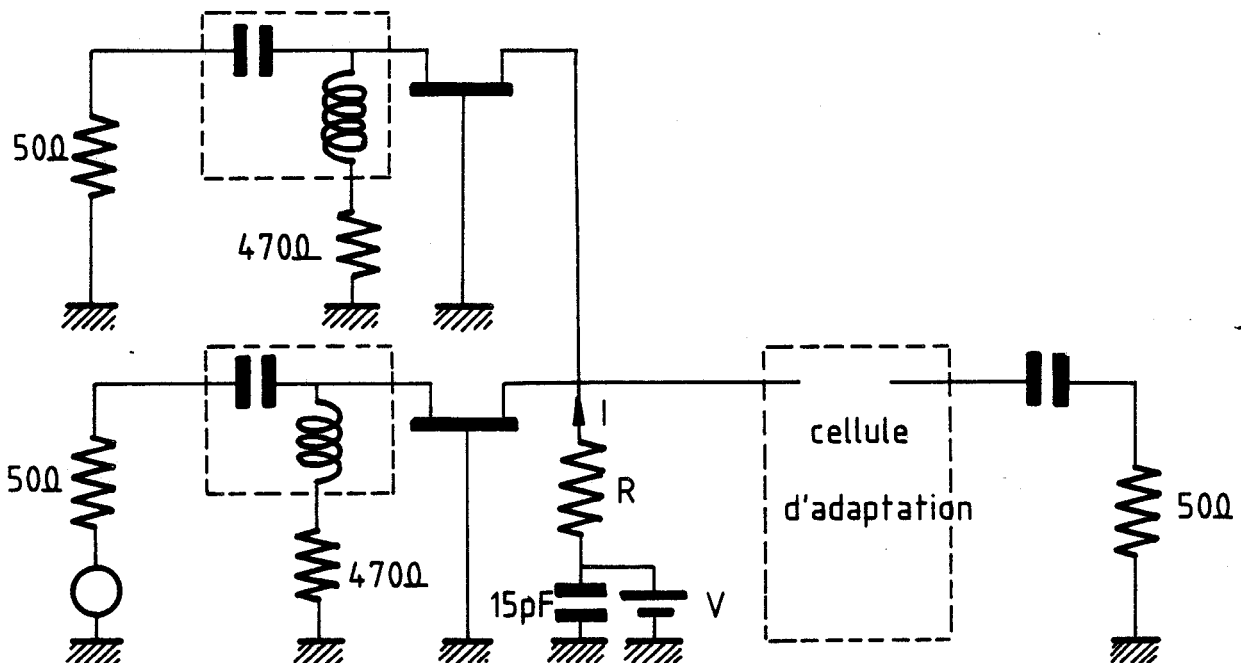 50Ω
470Ω
I
cellule
50Ω
R
d'adaptation
50Ω
470Ω
15pF
V